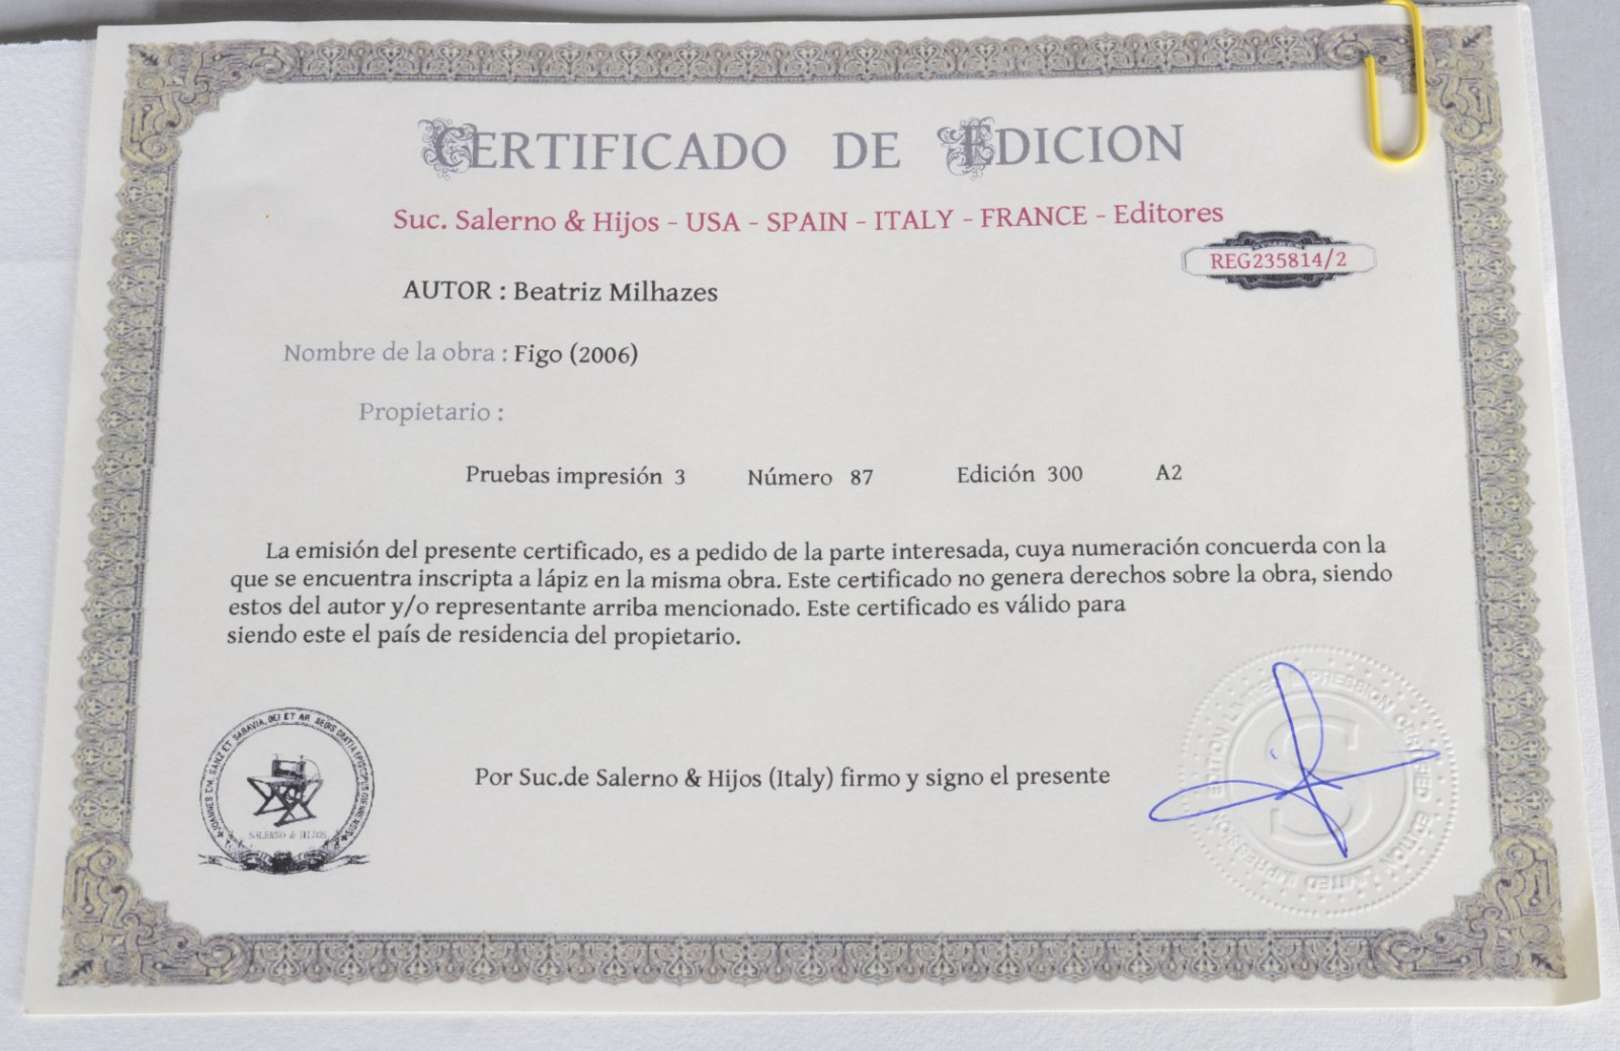 CERTIFICADO DE EDICION
Suc. Salerno & Hijos - USA - SPAIN - ITALY - FRANCE - Editores
REG235814/2
AUTOR : Beatriz Milhazes
Nombre de la obra : Figo (2006)
Propietario :
Pruebas impresión 3 Número 87 Edición 300 A2
La emisión del presente certificado, es a pedido de la parte interesada, cuya numeración concuerda con la
que se encuentra inscripta a lápiz en la misma obra. Este certificado no genera derechos sobre la obra, siendo
estos del autor y/o representante arriba mencionado. Este certificado es válido para
siendo este el país de residencia del propietario.
SALERNO & HIJOS
Por Suc.de Salerno & Hijos (Italy) firmo y signo el presente